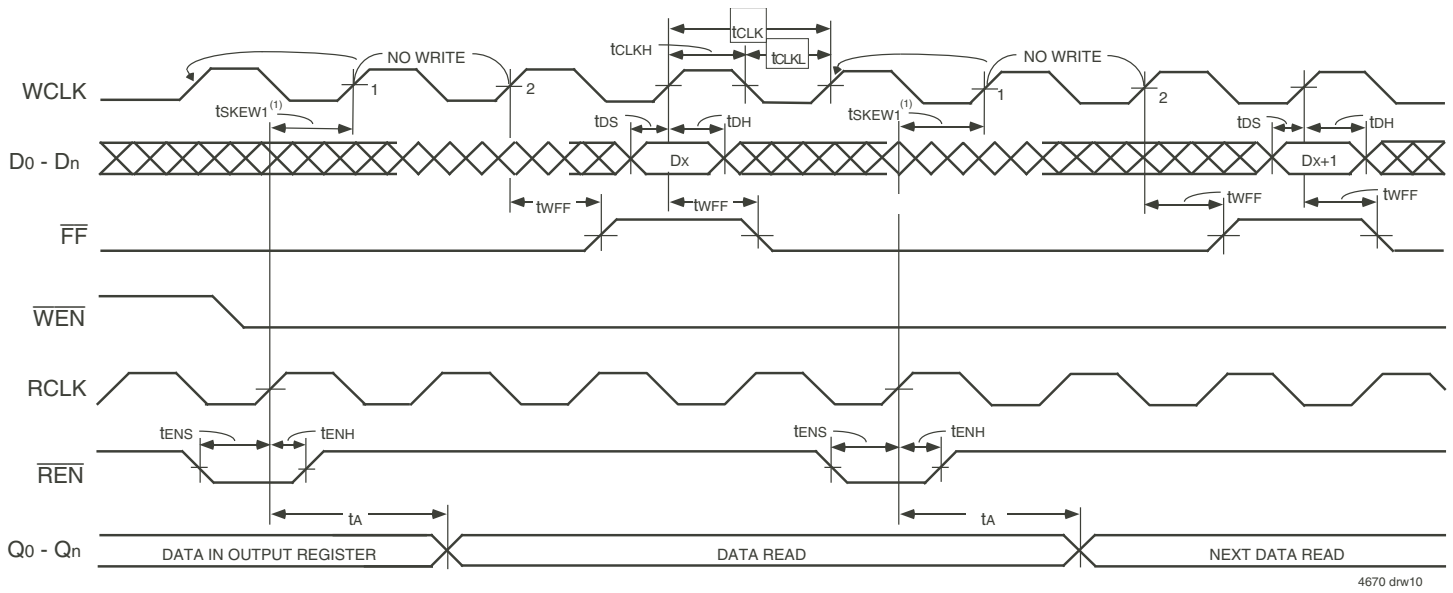 tCLK
tCLKH
tCLKL
NO WRITE
NO WRITE
WCLK
1
2
1
2
tSKEW1(1)
tDS
tDH
tSKEW1(1)
tDS
tDH
D0 - Dn
DX
DX+1
tWFF
tWFF
tWFF
tWFF
FF
WEN
RCLK
tENS
tENH
tENS
tENH
REN
tA
tA
Q0 - Qn
DATA IN OUTPUT REGISTER
DATA READ
NEXT DATA READ
4670 drw10